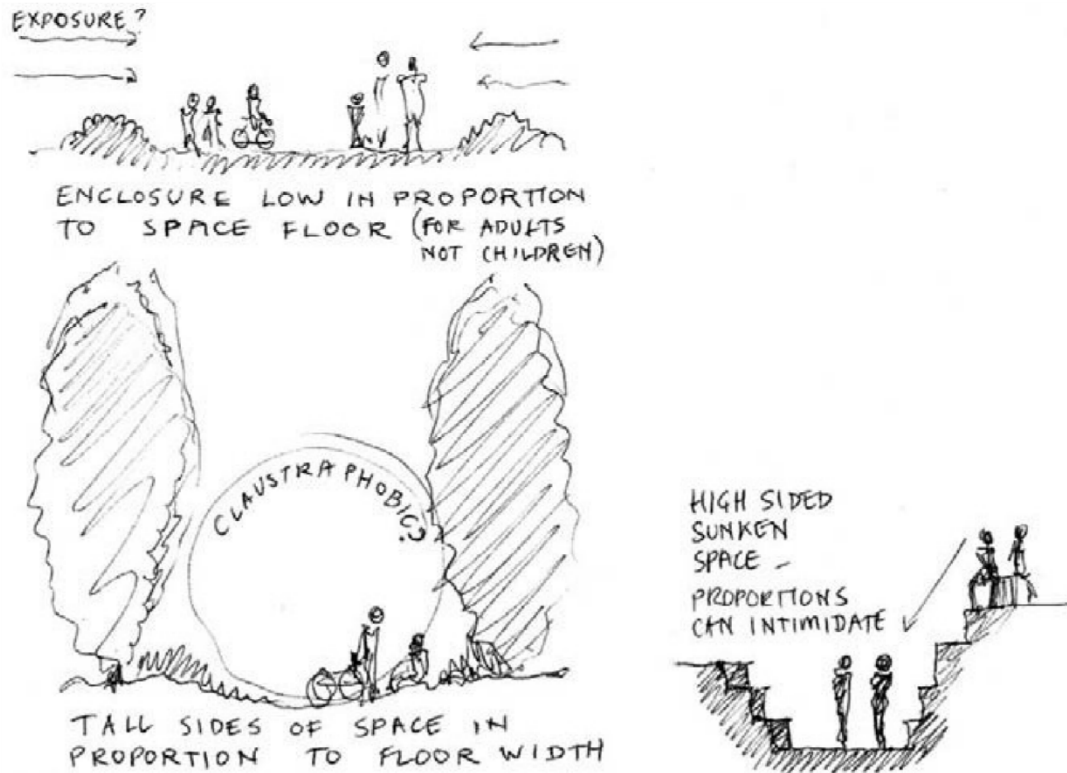 EXPOSURE?
ENCLOSURE LOW IN PROPORTION
TO SPACE FLOOR (FOR ADULTS
NOT CHILDREN)
CLAUSTRAPHOBIC?
TALL SIDES OF SPACE IN
PROPORTION TO FLOOR WIDTH
HIGH SIDED
SUNKEN
SPACE -
PROPORTIONS
CAN INTIMIDATE